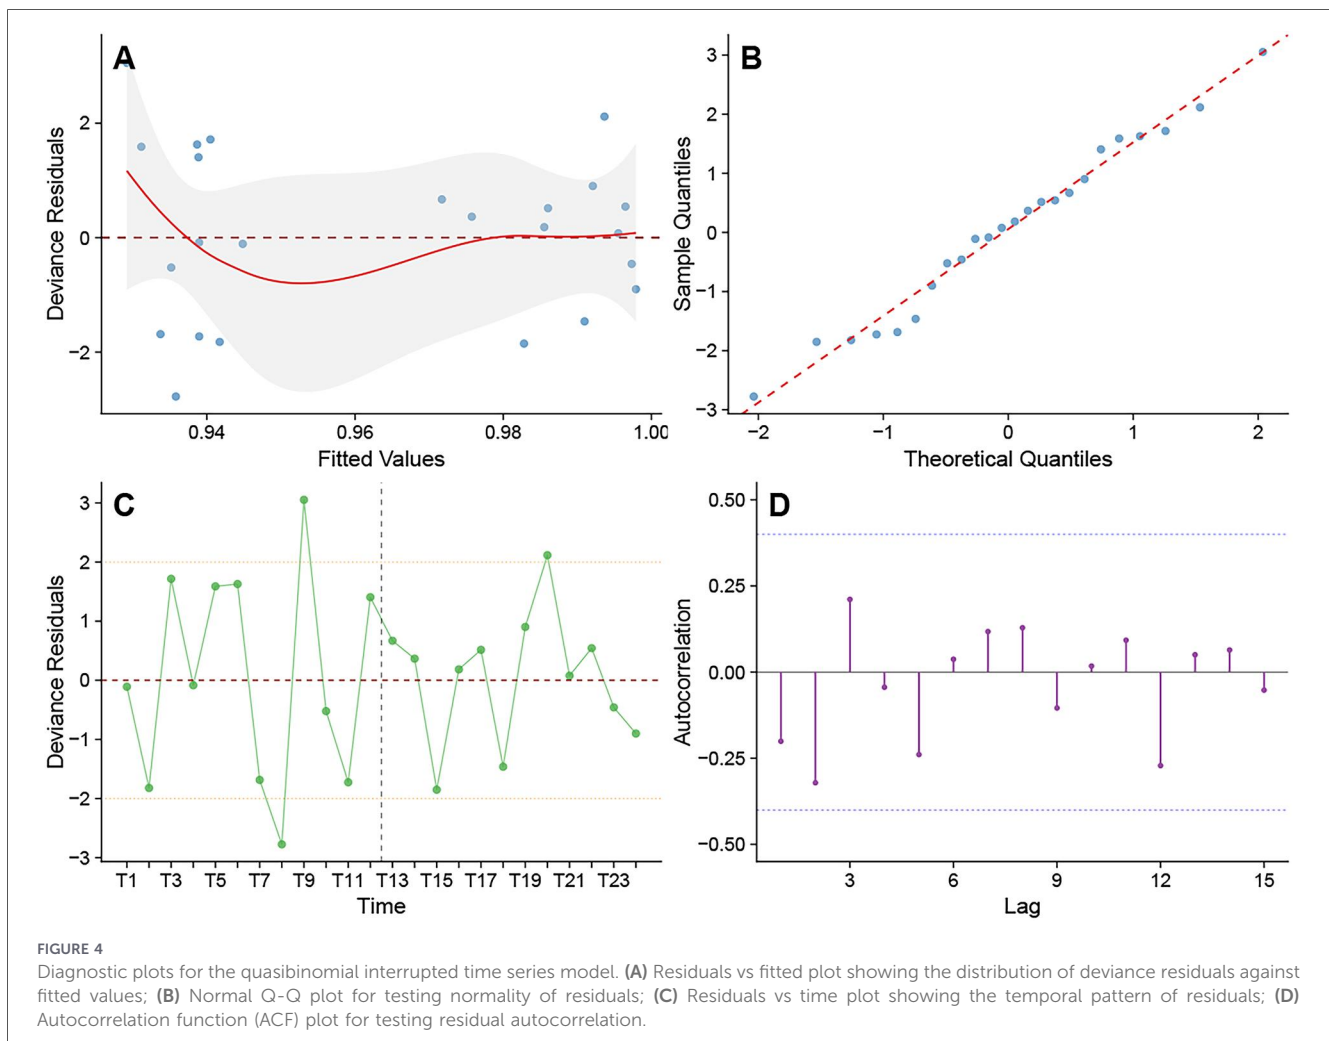 A
Deviance Residuals
2
0
−2
0.94
0.96
0.98
1.00
Fitted Values
B
Sample Quantiles
3
2
1
0
−1
−2
−3
−2
−1
0
1
2
Theoretical Quantiles
C
Deviance Residuals
3
2
1
0
−1
−2
−3
T1
T3
T5
T7
T9
T11
T13
T15
T17
T19
T21
T23
Time
D
Autocorrelation
0.50
0.25
0.00
−0.25
−0.50
3
6
9
12
15
Lag
FIGURE 4
Diagnostic plots for the quasibinomial interrupted time series model. (A) Residuals vs fitted plot showing the distribution of deviance residuals against
fitted values; (B) Normal Q-Q plot for testing normality of residuals; (C) Residuals vs time plot showing the temporal pattern of residuals; (D)
Autocorrelation function (ACF) plot for testing residual autocorrelation.